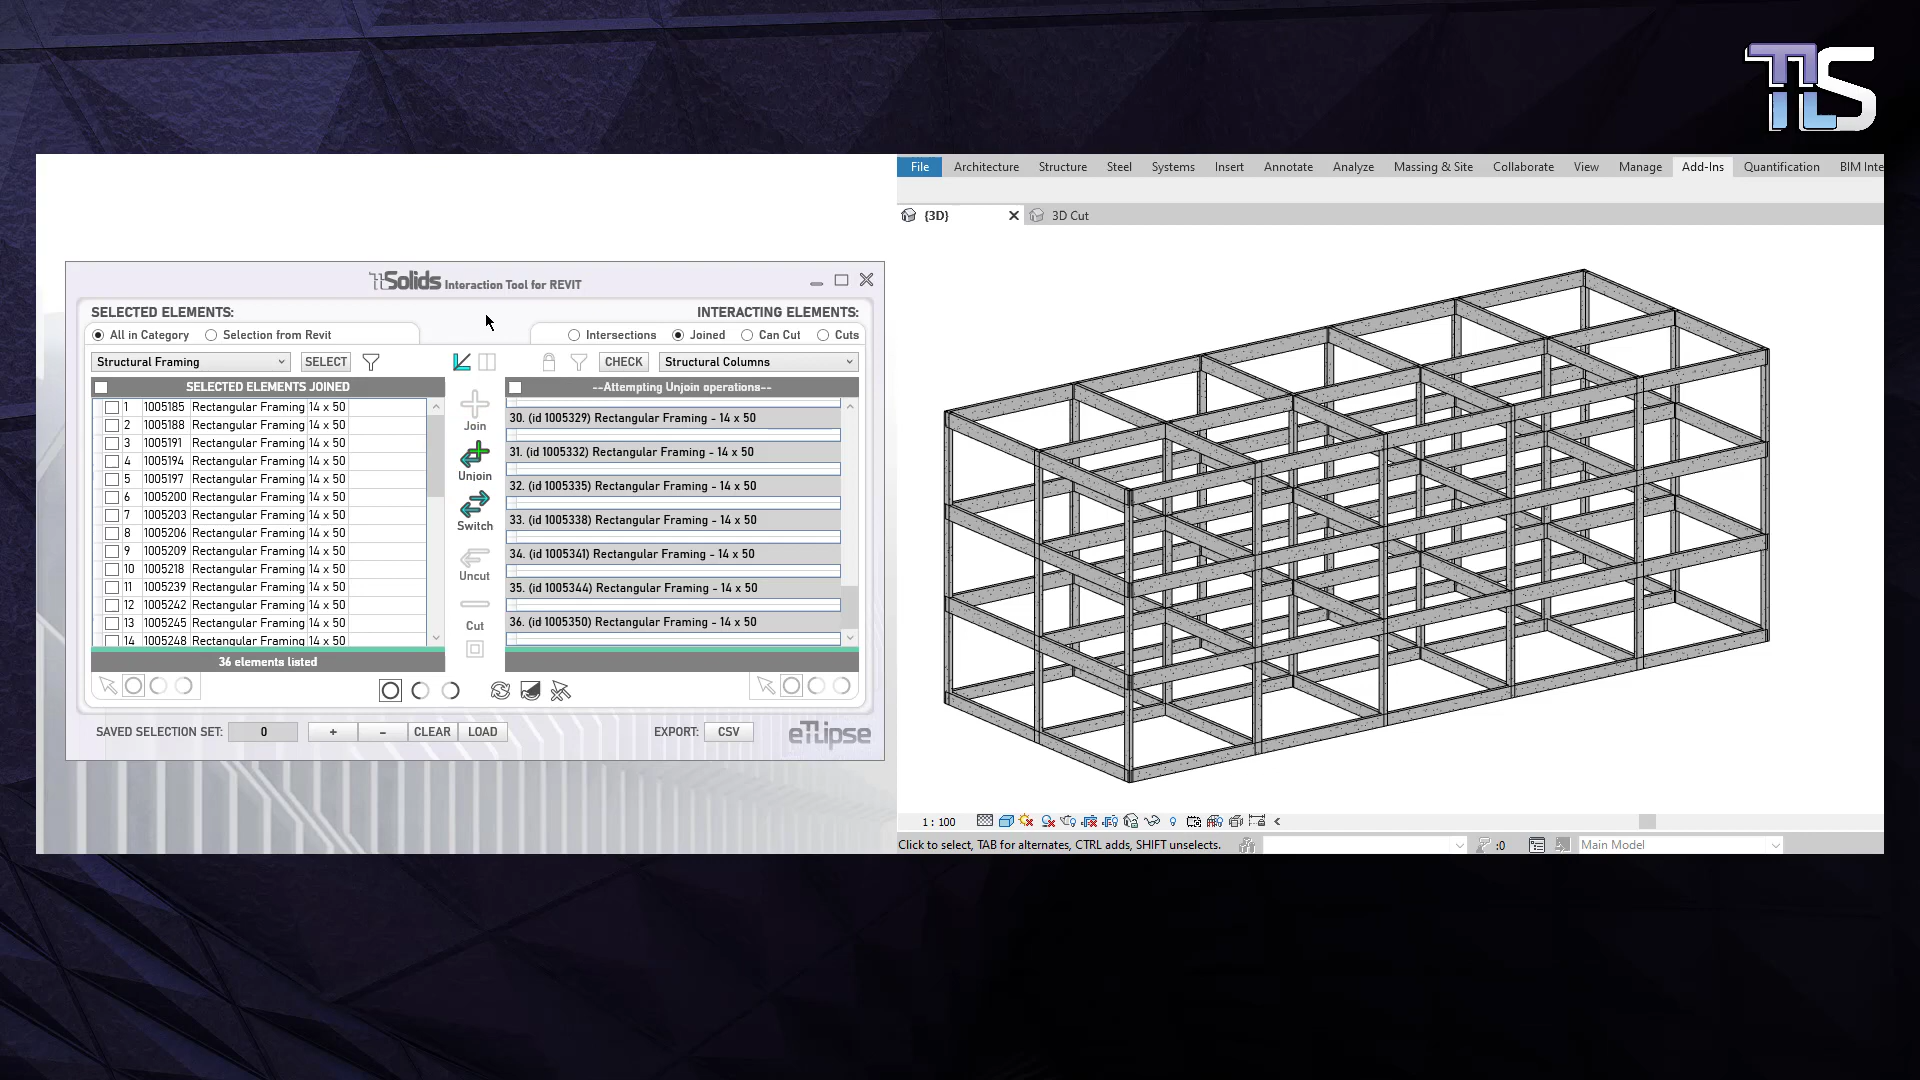 TTLS
File Architecture Structure Steel Systems Insert Annotate Analyze Massing & Site Collaborate View Manage Add-Ins Quantification BIM Inte
{3D} 3D Cut
Solids Interaction Tool for REVIT
SELECTED ELEMENTS: INTERACTING ELEMENTS:
All in Category Selection from Revit Intersections Joined Can Cut Cuts
Structural Framing SELECT CHECK Structural Columns
SELECTED ELEMENTS JOINED
1 1005185 Rectangular Framing 14 x 50
2 1005188 Rectangular Framing 14 x 50
3 1005191 Rectangular Framing 14 x 50
4 1005194 Rectangular Framing 14 x 50
5 1005197 Rectangular Framing 14 x 50
6 1005200 Rectangular Framing 14 x 50
7 1005203 Rectangular Framing 14 x 50
8 1005206 Rectangular Framing 14 x 50
9 1005209 Rectangular Framing 14 x 50
10 1005218 Rectangular Framing 14 x 50
11 1005239 Rectangular Framing 14 x 50
12 1005242 Rectangular Framing 14 x 50
13 1005245 Rectangular Framing 14 x 50
14 1005248 Rectangular Framing 14 x 50
36 elements listed
Join
Unjoin
Switch
Uncut
Cut
--Attempting Unjoin operations--
30. (id 1005329) Rectangular Framing - 14 x 50
31. (id 1005332) Rectangular Framing - 14 x 50
32. (id 1005335) Rectangular Framing - 14 x 50
33. (id 1005338) Rectangular Framing - 14 x 50
34. (id 1005341) Rectangular Framing - 14 x 50
35. (id 1005344) Rectangular Framing - 14 x 50
36. (id 1005350) Rectangular Framing - 14 x 50
SAVED SELECTION SET: 0 + - CLEAR LOAD EXPORT: CSV eTLipse
1 : 100
Click to select, TAB for alternates, CTRL adds, SHIFT unselects. :0 Main Model